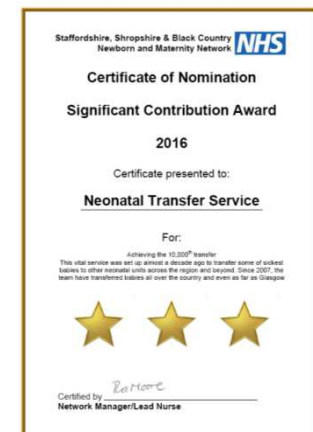 Staffordshire, Shropshire & Black Country
Newborn and Maternity Network
NHS
Certificate of Nomination
Significant Contribution Award
2016
Certificate presented to:
Neonatal Transfer Service
For:
Achieving the 10,000th transfer
This vital service was set up almost a decade ago to transfer some of sickest
babies to other neonatal units across the region and beyond. Since 2007, the
team have transferred babies all over the country and even as far as Glasgow
Certified by
Network Manager/Lead Nurse